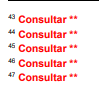 43 Consultar **
44 Consultar **
45 Consultar **
46 Consultar **
47 Consultar **